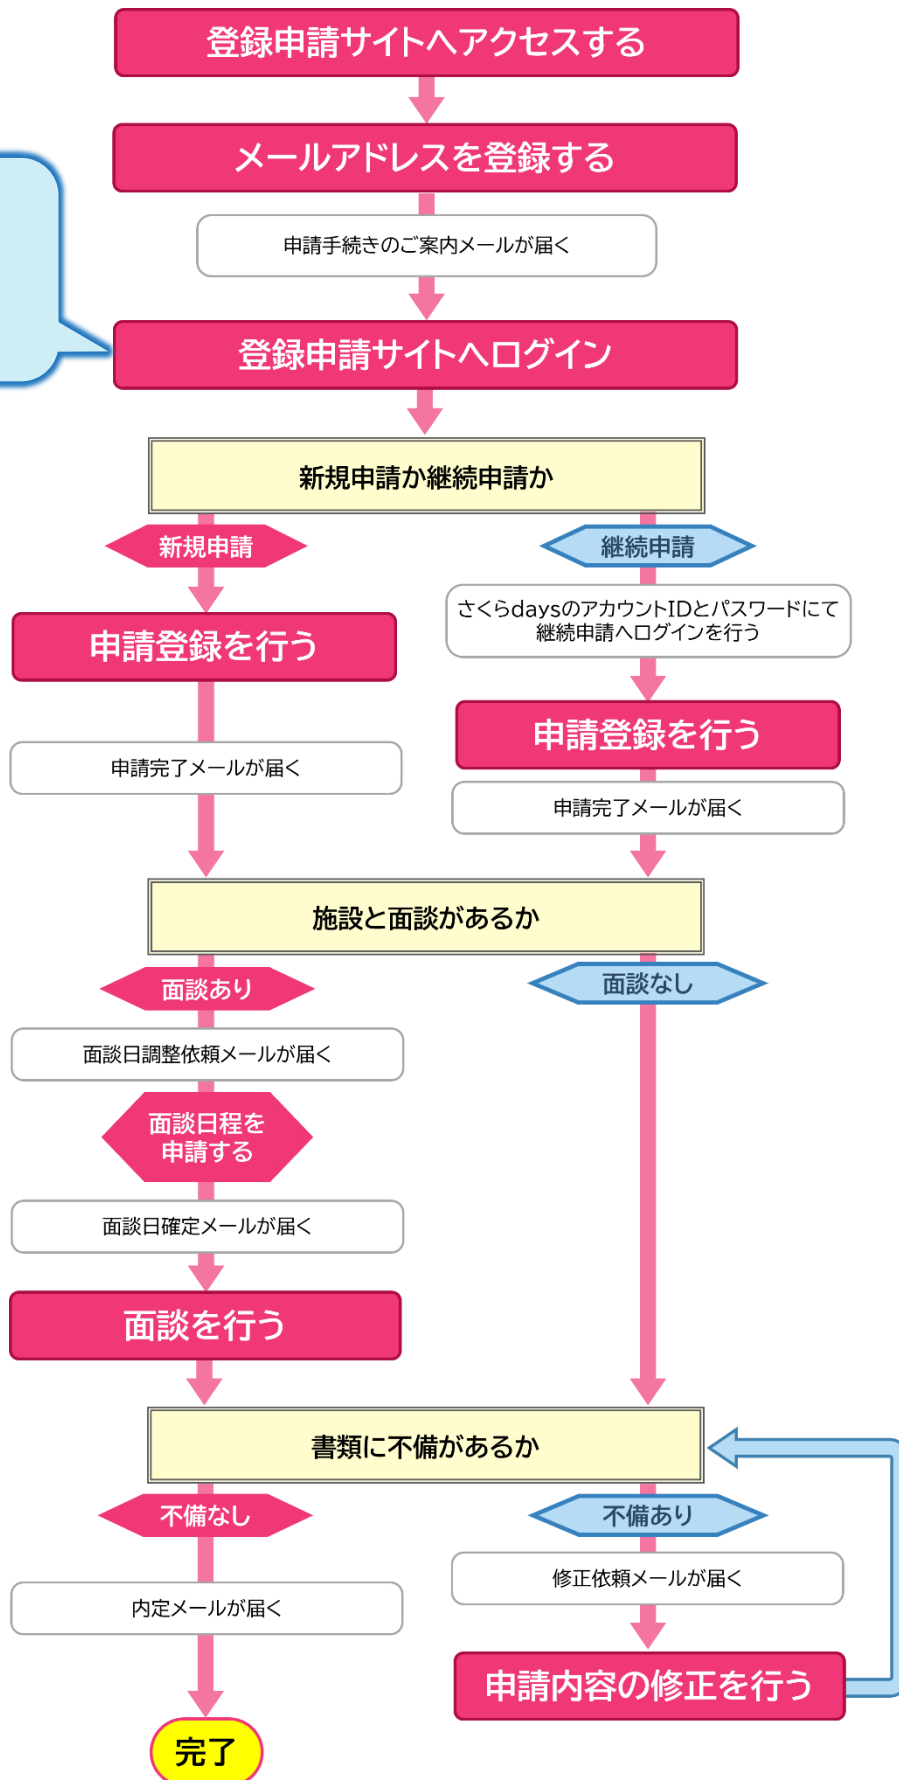 登録申請サイトへアクセスする
メールアドレスを登録する
申請手続きのご案内メールが届く
登録申請サイトへログイン
新規申請か継続申請か
新規申請
継続申請
さくらdaysのアカウントIDとパスワードにて
継続申請へログインを行う
申請登録を行う
申請登録を行う
申請完了メールが届く
申請完了メールが届く
施設と面談があるか
面談あり
面談なし
面談日調整依頼メールが届く
面談日程を
申請する
面談日確定メールが届く
面談を行う
書類に不備があるか
不備なし
不備あり
修正依頼メールが届く
内定メールが届く
申請内容の修正を行う
完了